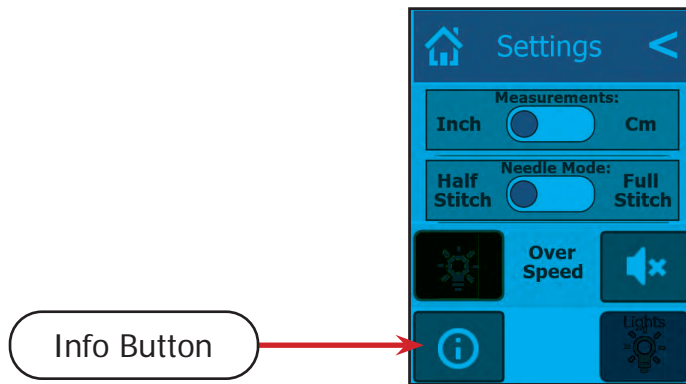 Settings
Measurements:
Inch
Cm
Needle Mode:
Half
Stitch
Full
Stitch
Over
Speed
Lights
Info Button